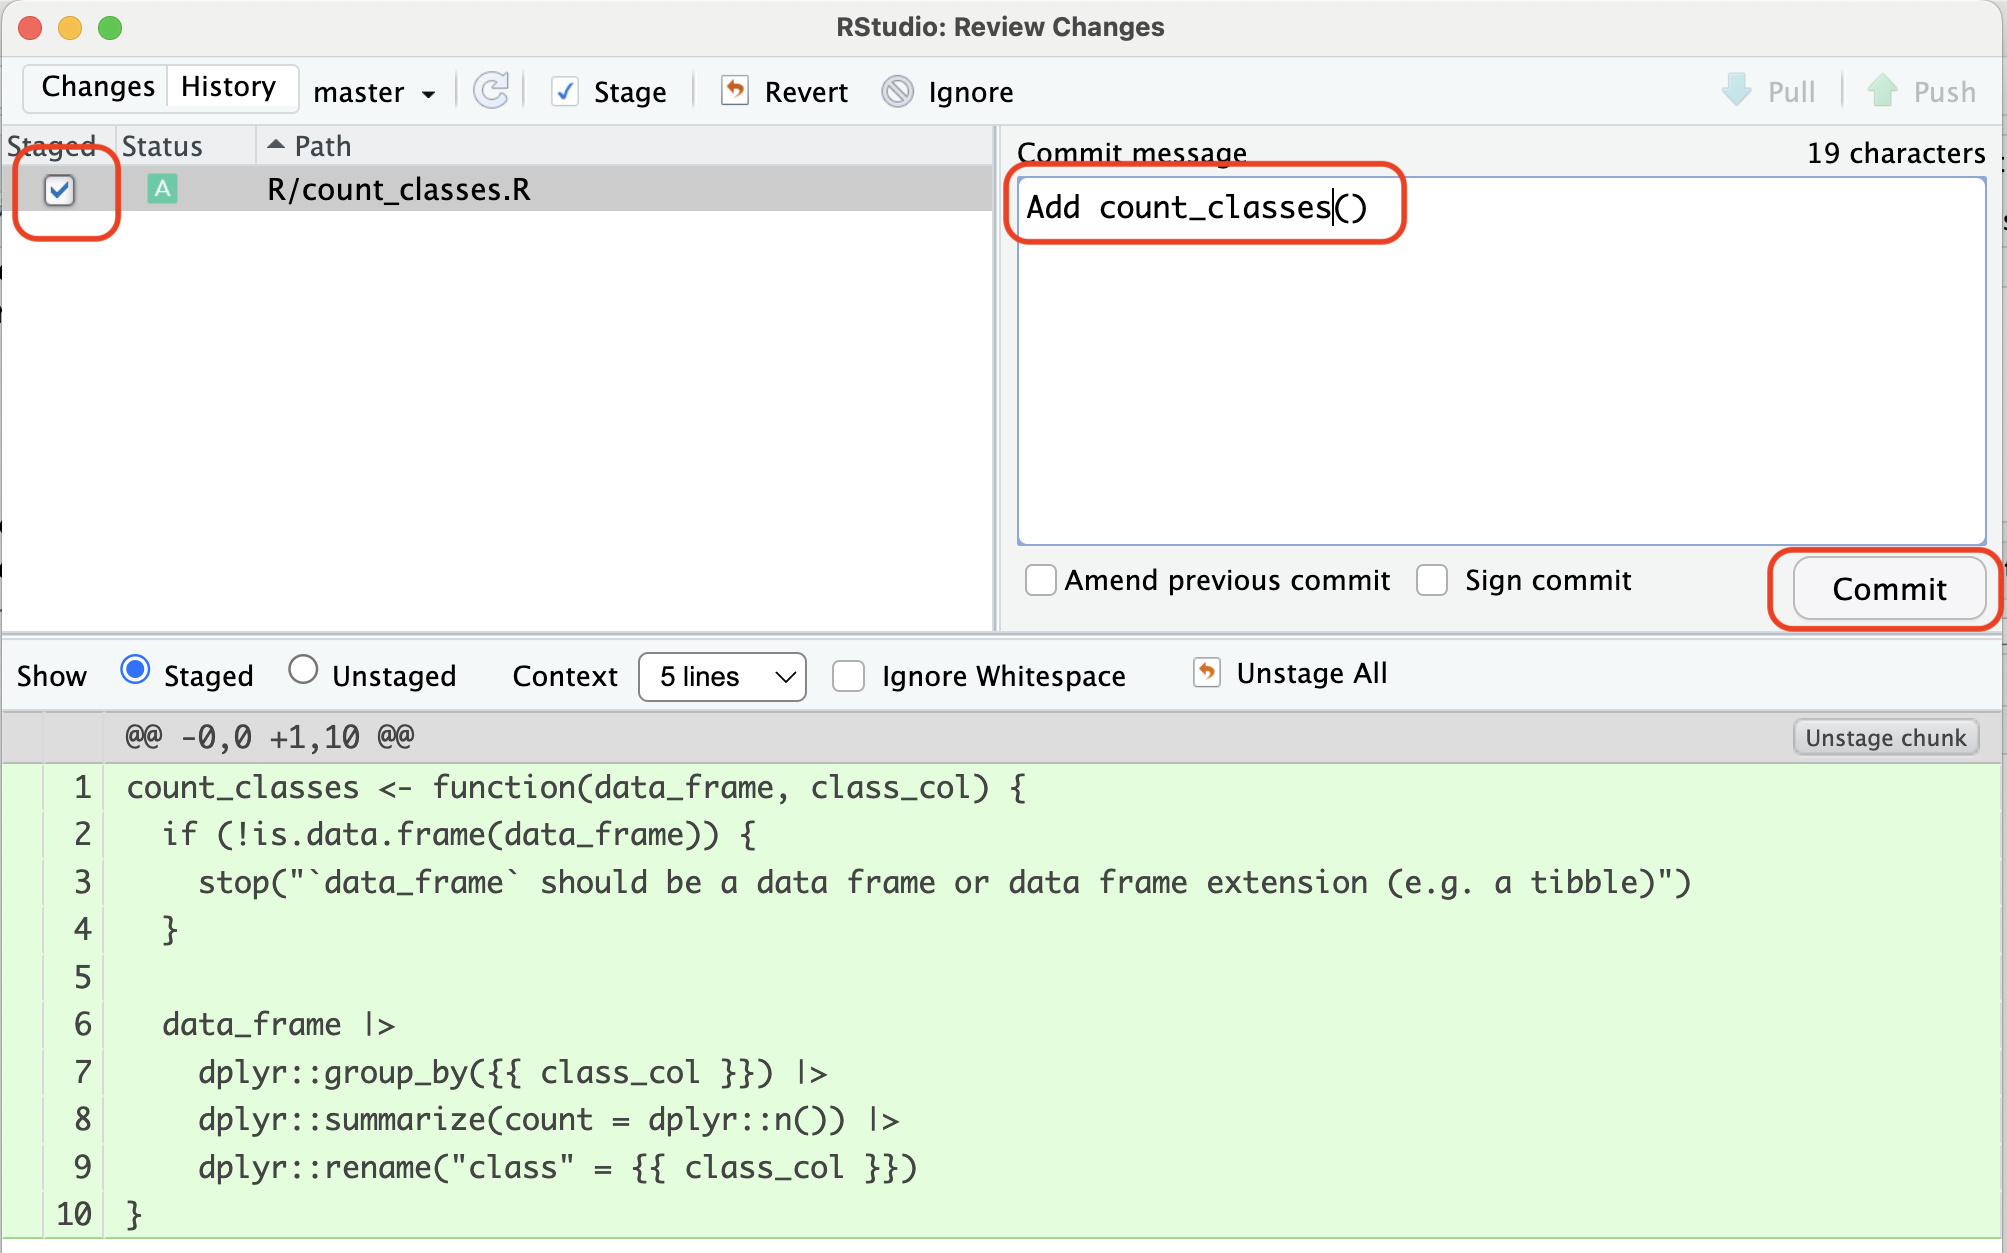 RStudio: Review Changes
Changes History master Stage Revert Ignore Pull Push
Staged Status Path
A R/count_classes.R
Commit message 19 characters
Add count_classes()
Amend previous commit Sign commit Commit
Show Staged Unstaged Context 5 lines Ignore Whitespace Unstage All
@@ -0,0 +1,10 @@ Unstage chunk
1 count_classes <- function(data_frame, class_col) {
2   if (!is.data.frame(data_frame)) {
3     stop("`data_frame` should be a data frame or data frame extension (e.g. a tibble)")
4   }
5
6   data_frame |>
7     dplyr::group_by({{ class_col }}) |>
8     dplyr::summarize(count = dplyr::n()) |>
9     dplyr::rename("class" = {{ class_col }})
10 }